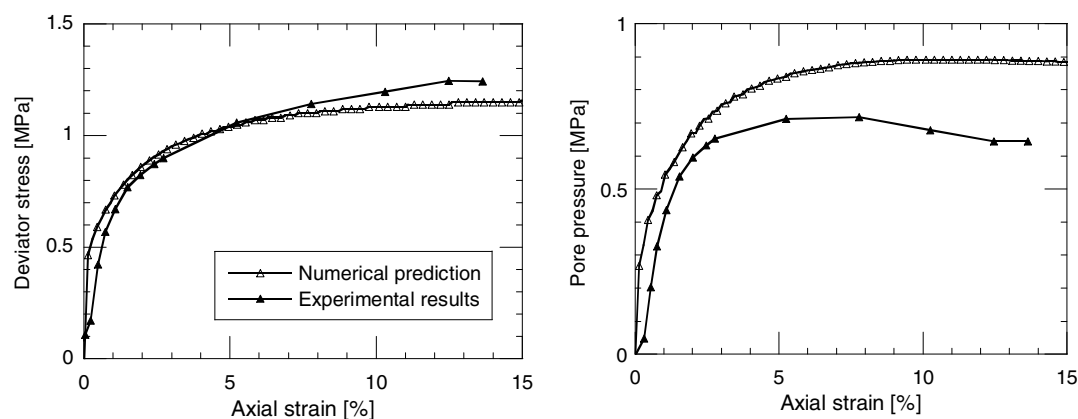 Deviator stress [MPa]
1.5
1
0.5
0
Numerical prediction
Experimental results
0
5
10
15
Axial strain [%]
Pore pressure [MPa]
1
0.5
0
0
5
10
15
Axial strain [%]